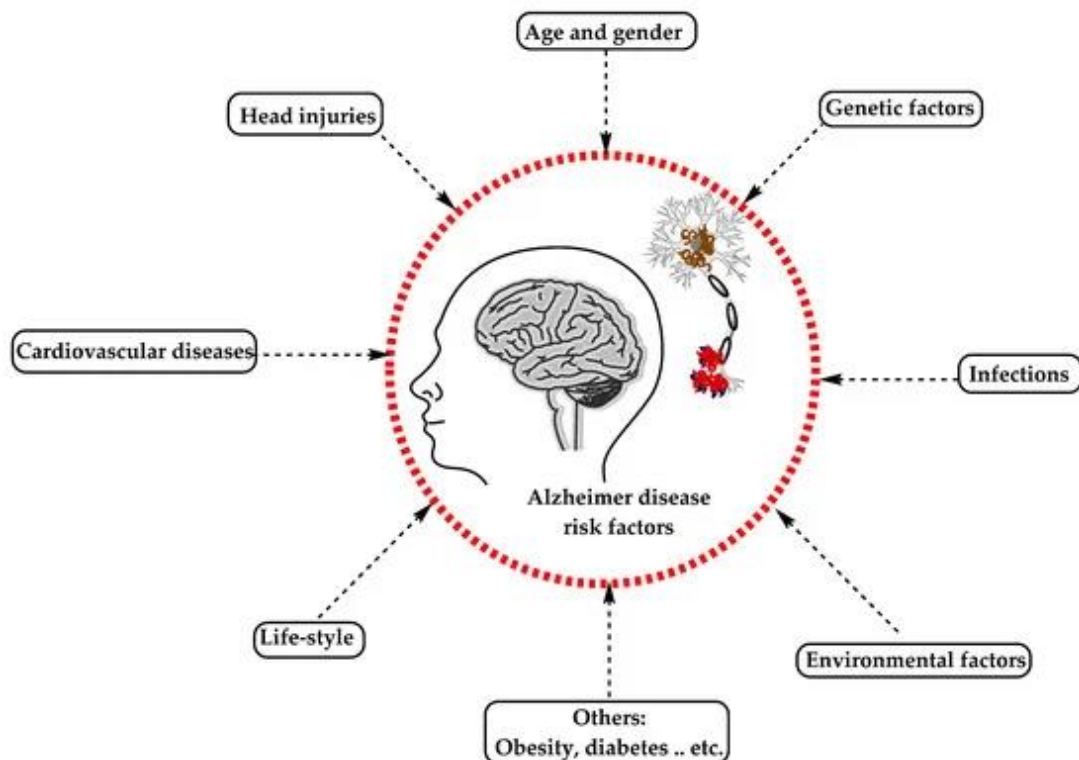 Age and gender
Head injuries
Genetic factors
Cardiovascular diseases
Infections
Alzheimer disease
risk factors
Life-style
Environmental factors
Others:
Obesity, diabetes .. etc.